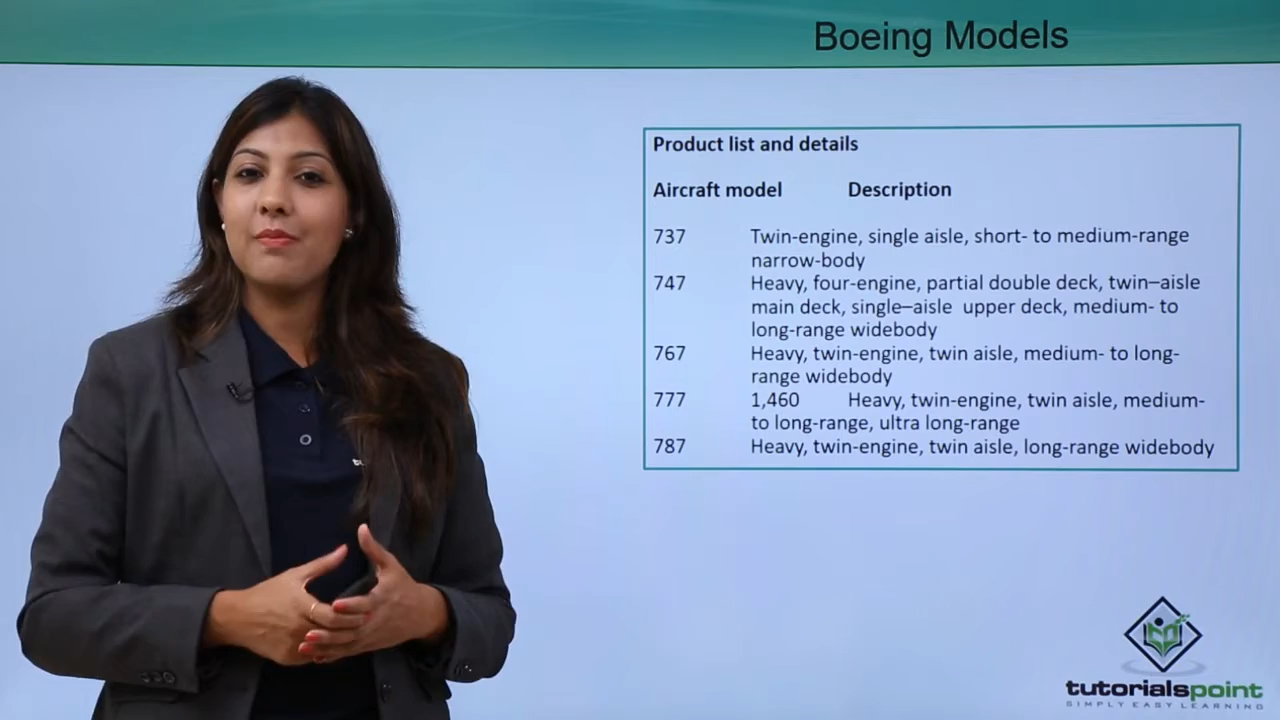 Boeing Models
Product list and details
Aircraft model Description
737 Twin-engine, single aisle, short- to medium-range
narrow-body
747 Heavy, four-engine, partial double deck, twin–aisle
main deck, single–aisle upper deck, medium- to
long-range widebody
767 Heavy, twin-engine, twin aisle, medium- to long-
range widebody
777 1,460 Heavy, twin-engine, twin aisle, medium-
to long-range, ultra long-range
787 Heavy, twin-engine, twin aisle, long-range widebody
tutorialspoint
SIMPLY EASY LEARNING